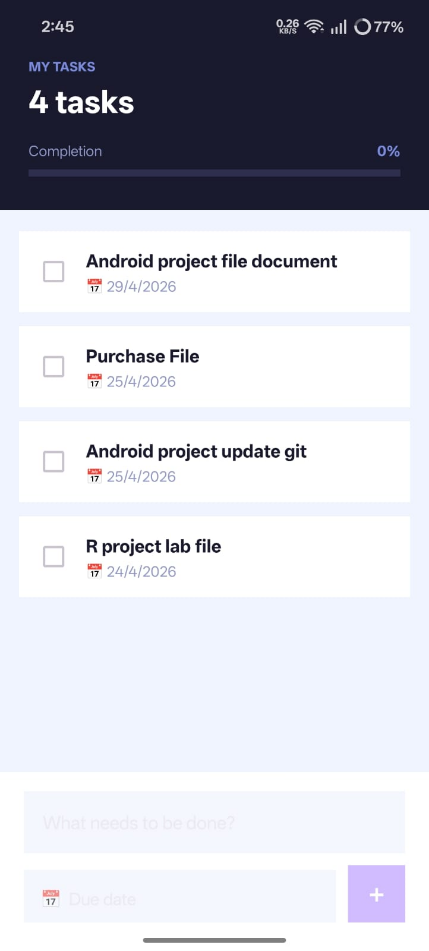 2:45
0.26
KB/S
77%
MY TASKS
4 tasks
Completion
0%
Android project file document
29/4/2026
Purchase File
25/4/2026
Android project update git
25/4/2026
R project lab file
24/4/2026
What needs to be done?
Due date
+